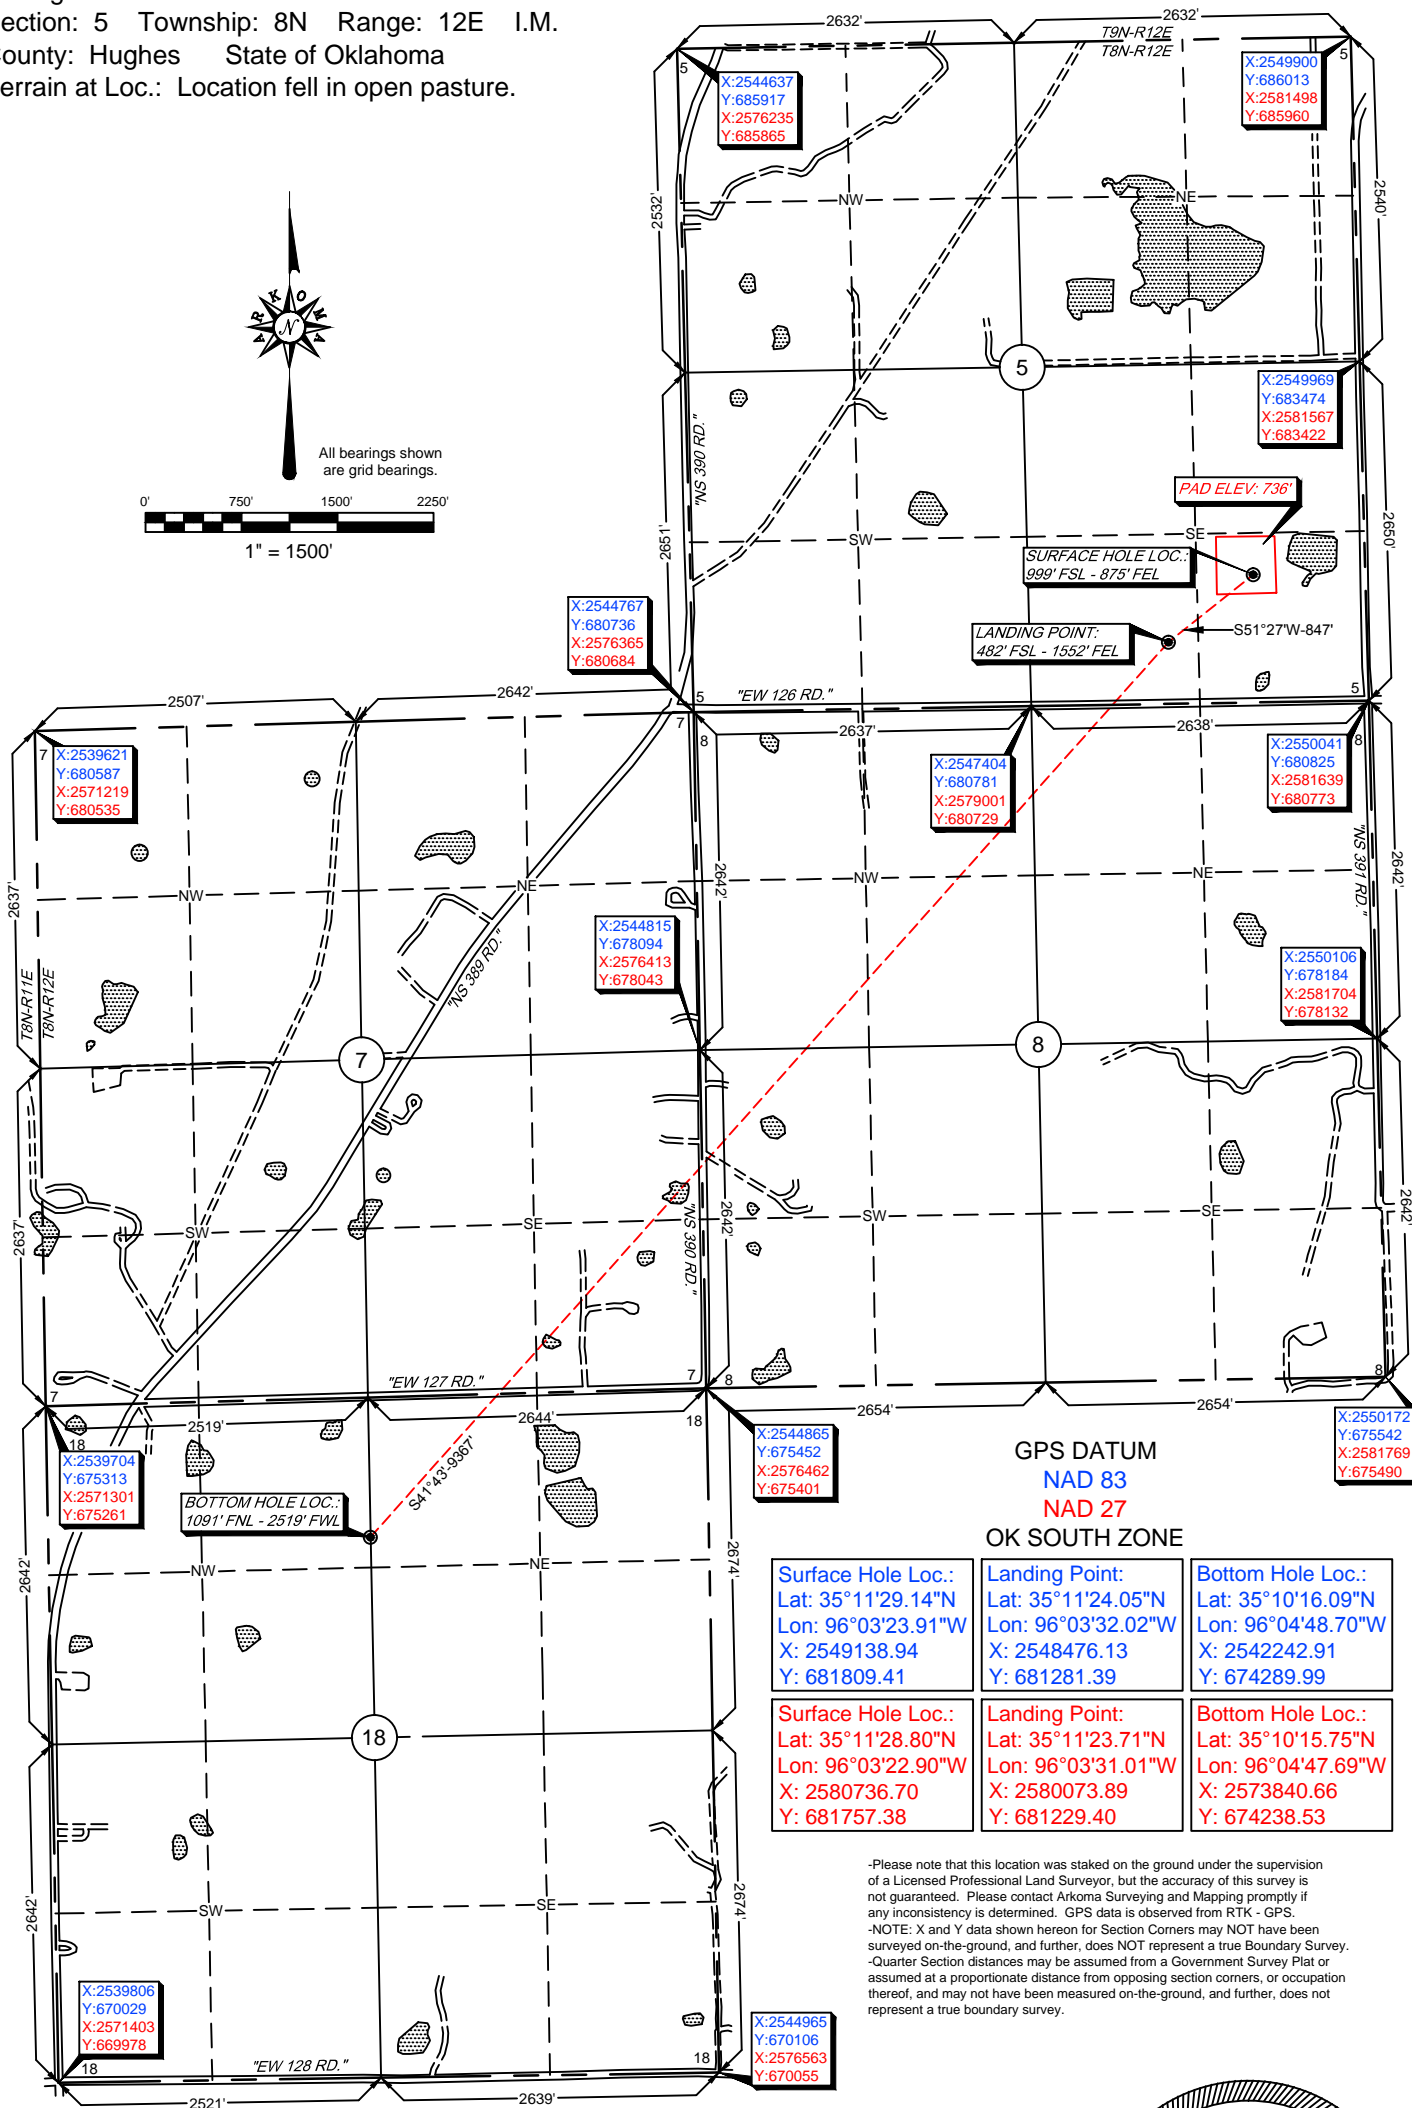 ection: 5 Township: 8N Range: 12E I.M.
ounty: Hughes State of Oklahoma
errain at Loc.: Location fell in open pasture.
2632'
2632'
T9N-R12E
T8N-R12E
5
5
X:2544637
Y:685917
X:2576235
Y:685865
X:2549900
Y:686013
X:2581498
Y:685960
2532'
2540'
NW
NE
ARKOMA
N
All bearings shown
are grid bearings.
0' 750' 1500' 2250'
1" = 1500'
5
X:2549969
Y:683474
X:2581567
Y:683422
"NS 390 RD."
PAD ELEV: 736'
2651'
2650'
SW
SE
SURFACE HOLE LOC.:
999' FSL - 875' FEL
LANDING POINT:
482' FSL - 1552' FEL
S51°27'W-847'
X:2544767
Y:680736
X:2576365
Y:680684
2507'
2642'
5
"EW 126 RD."
5
7
7
8
8
2637'
2638'
X:2539621
Y:680587
X:2571219
Y:680535
X:2547404
Y:680781
X:2579001
Y:680729
X:2550041
Y:680825
X:2581639
Y:680773
"NS 391 RD."
2637'
NW
NE
2642'
NW
NE
2642'
X:2544815
Y:678094
X:2576413
Y:678043
"NS 389 RD."
X:2550106
Y:678184
X:2581704
Y:678132
T8N-R11E
T8N-R12E
7
8
2637'
SW
SE
"NS 390 RD."
2642'
SW
SE
2642'
7
"EW 127 RD."
7
8
8
2519'
2644'
18
18
2654'
2654'
X:2539704
Y:675313
X:2571301
Y:675261
X:2544865
Y:675452
X:2576462
Y:675401
X:2550172
Y:675542
X:2581769
Y:675490
S41°43'-9367'
BOTTOM HOLE LOC.:
1091' FNL - 2519' FWL
GPS DATUM
NAD 83
NAD 27
OK SOUTH ZONE
2642'
NW
NE
2674'
Surface Hole Loc.:
Lat: 35°11'29.14"N
Lon: 96°03'23.91"W
X: 2549138.94
Y: 681809.41
Landing Point:
Lat: 35°11'24.05"N
Lon: 96°03'32.02"W
X: 2548476.13
Y: 681281.39
Bottom Hole Loc.:
Lat: 35°10'16.09"N
Lon: 96°04'48.70"W
X: 2542242.91
Y: 674289.99
Surface Hole Loc.:
Lat: 35°11'28.80"N
Lon: 96°03'22.90"W
X: 2580736.70
Y: 681757.38
Landing Point:
Lat: 35°11'23.71"N
Lon: 96°03'31.01"W
X: 2580073.89
Y: 681229.40
Bottom Hole Loc.:
Lat: 35°10'15.75"N
Lon: 96°04'47.69"W
X: 2573840.66
Y: 674238.53
18
2642'
SW
SE
2674'
-Please note that this location was staked on the ground under the supervision
of a Licensed Professional Land Surveyor, but the accuracy of this survey is
not guaranteed. Please contact Arkoma Surveying and Mapping promptly if
any inconsistency is determined. GPS data is observed from RTK - GPS.
-NOTE: X and Y data shown hereon for Section Corners may NOT have been
surveyed on-the-ground, and further, does NOT represent a true Boundary Survey.
-Quarter Section distances may be assumed from a Government Survey Plat or
assumed at a proportionate distance from opposing section corners, or occupation
thereof, and may not have been measured on-the-ground, and further, does not
represent a true boundary survey.
X:2539806
Y:670029
X:2571403
Y:669978
X:2544965
Y:670106
X:2576563
Y:670055
18
"EW 128 RD."
18
2521'
2639'